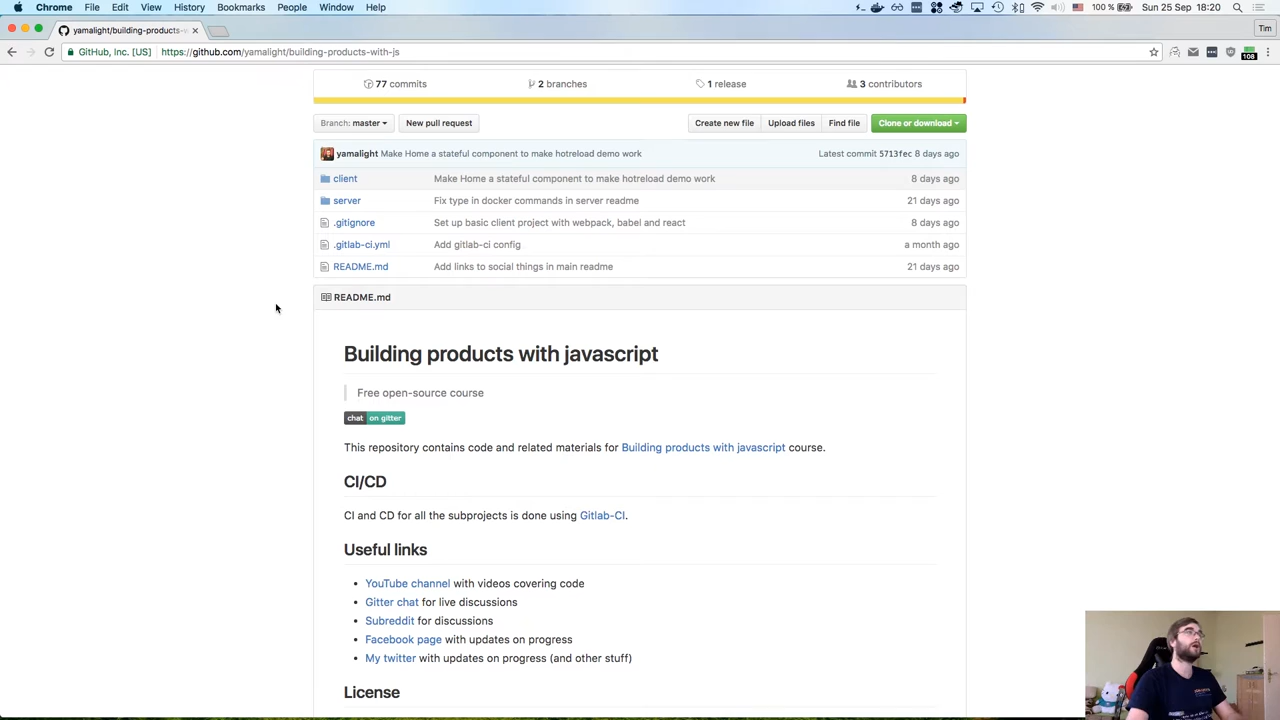 Chrome File Edit View History Bookmarks People Window Help 100 % Sun 25 Sep 18:20
yamalight/building-products-
Tim
GitHub, Inc. [US] https://github.com/yamalight/building-products-with-js
108
77 commits 2 branches 1 release 3 contributors
Branch: master New pull request Create new file Upload files Find file Clone or download
yamalight Make Home a stateful component to make hotreload demo work Latest commit 5713fec 8 days ago
client Make Home a stateful component to make hotreload demo work 8 days ago
server Fix type in docker commands in server readme 21 days ago
.gitignore Set up basic client project with webpack, babel and react 8 days ago
.gitlab-ci.yml Add gitlab-ci config a month ago
README.md Add links to social things in main readme 21 days ago
README.md
Building products with javascript
Free open-source course
chat on gitter
This repository contains code and related materials for Building products with javascript course.
CI/CD
CI and CD for all the subprojects is done using Gitlab-CI.
Useful links
• YouTube channel with videos covering code
• Gitter chat for live discussions
• Subreddit for discussions
• Facebook page with updates on progress
• My twitter with updates on progress (and other stuff)
License